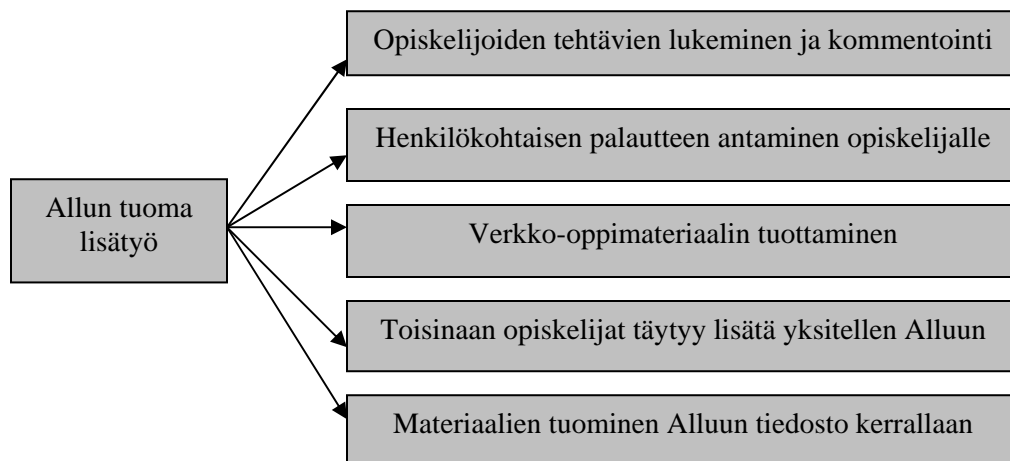 Opiskelijoiden tehtävien lukeminen ja kommentointi
Henkilökohtaisen palautteen antaminen opiskelijalle
Allun tuoma
lisätyö
Verkko-oppimateriaalin tuottaminen
Toisinaan opiskelijat täytyy lisätä yksitellen Alluun
Materiaalien tuominen Alluun tiedosto kerrallaan